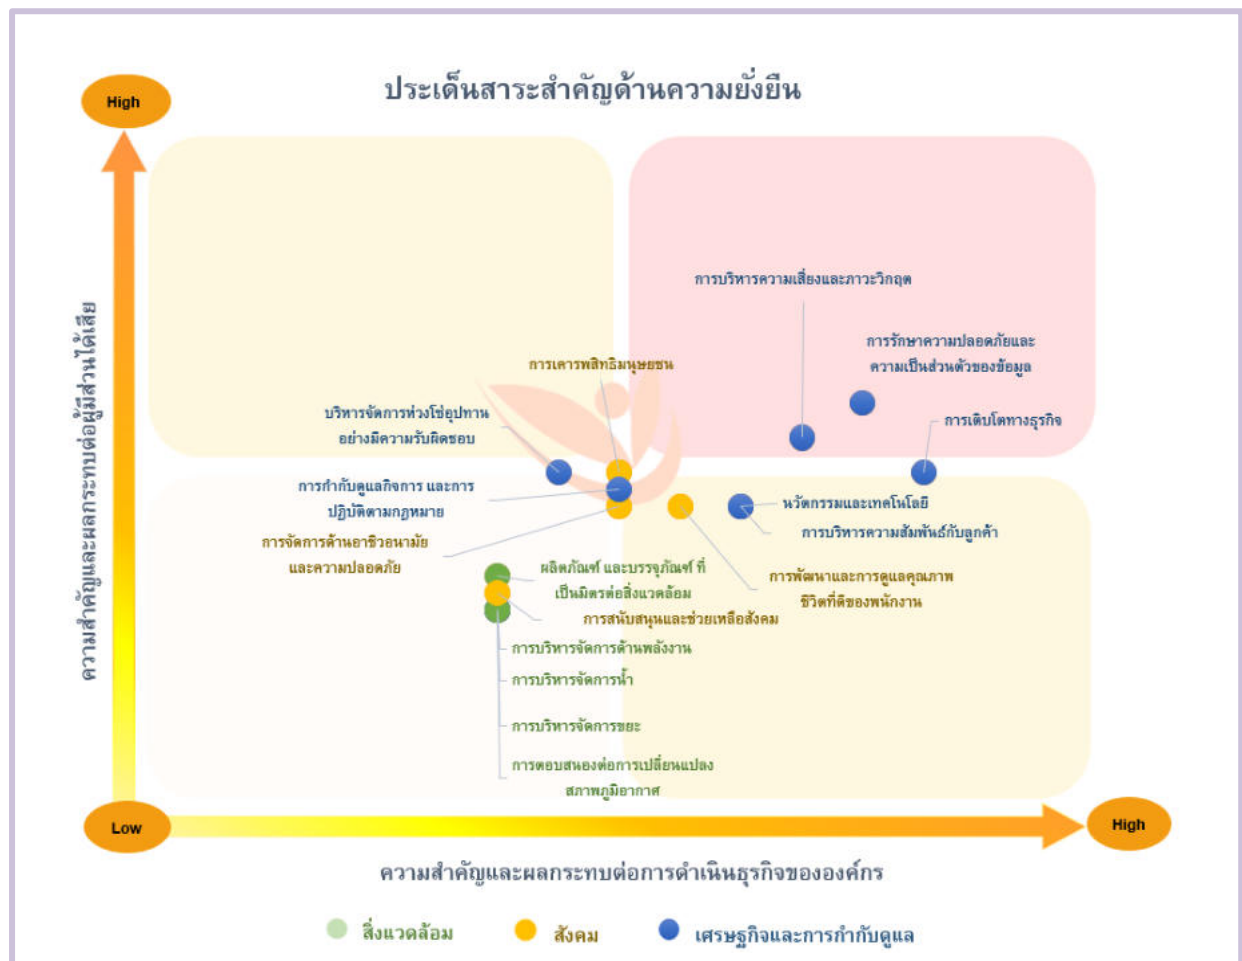 ประเด็นสาระสำคัญด้านความยั่งยืน
High
ความสำคัญและผลกระทบต่อผู้มีส่วนได้เสีย
การบริหารความเสี่ยงและภาวะวิกฤต
การรักษาความปลอดภัยและ
ความเป็นส่วนตัวของข้อมูล
การเคารพสิทธิมนุษยชน
บริหารจัดการห่วงโซ่อุปทาน
อย่างมีความรับผิดชอบ
การเติบโตทางธุรกิจ
การกำกับดูแลกิจการ และการ
ปฏิบัติตามกฎหมาย
นวัตกรรมและเทคโนโลยี
การบริหารความสัมพันธ์กับลูกค้า
การจัดการด้านอาชีวอนามัย
และความปลอดภัย
ผลิตภัณฑ์ และบรรจุภัณฑ์ ที่
เป็นมิตรต่อสิ่งแวดล้อม
การพัฒนาและการดูแลคุณภาพ
ชีวิตที่ดีของพนักงาน
การสนับสนุนและช่วยเหลือสังคม
การบริหารจัดการด้านพลังงาน
การบริหารจัดการน้ำ
การบริหารจัดการขยะ
การตอบสนองต่อการเปลี่ยนแปลง
สภาพภูมิอากาศ
Low
High
ความสำคัญและผลกระทบต่อการดำเนินธุรกิจขององค์กร
สิ่งแวดล้อม
สังคม
เศรษฐกิจและการกำกับดูแล